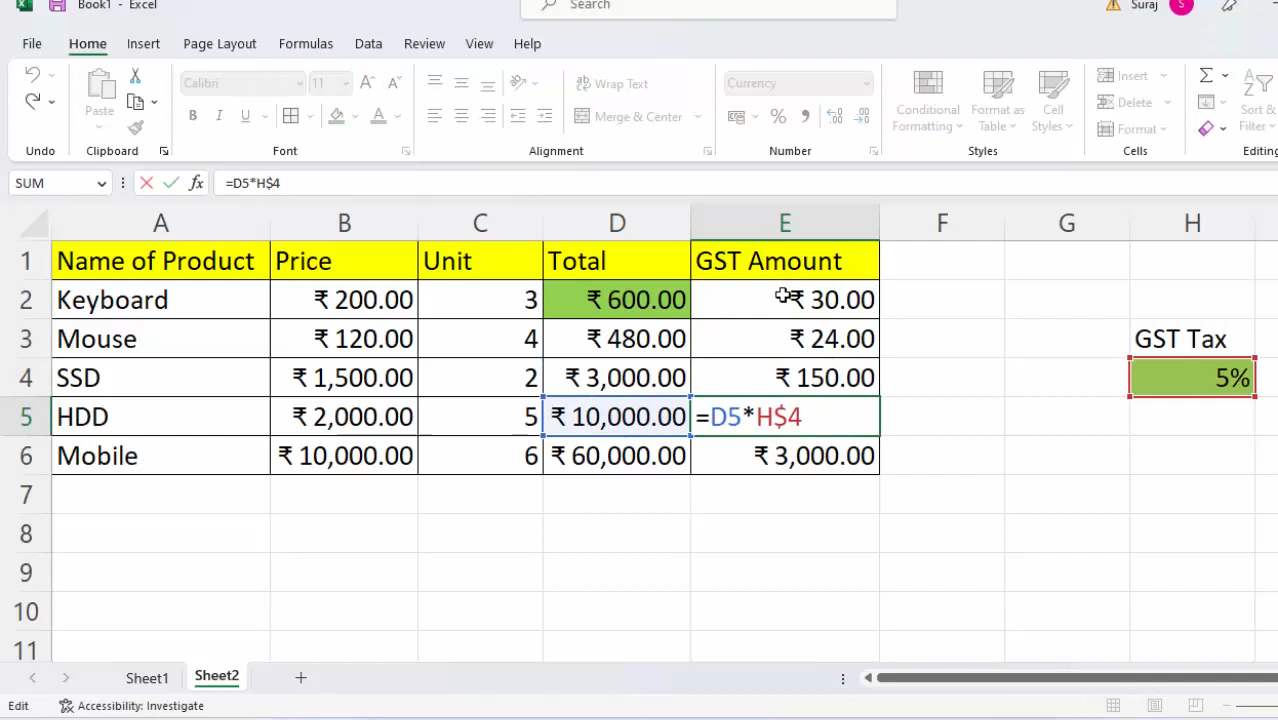 Book1 - Excel
Search
Suraj
S
File Home Insert Page Layout Formulas Data Review View Help
Calibri 11 A^ Aˇ Wrap Text Currency Insert
Paste B I U A Merge & Center % Conditional Formatting Format as Table Cell Styles Delete Sort & Filter
Format
Undo Clipboard Font Alignment Number Styles Cells Editing
SUM fx =D5*H$4
A B C D E F G H
1 Name of Product Price Unit Total GST Amount
2 Keyboard ₹ 200.00 3 ₹ 600.00 ₹ 30.00
3 Mouse ₹ 120.00 4 ₹ 480.00 ₹ 24.00 GST Tax
4 SSD ₹ 1,500.00 2 ₹ 3,000.00 ₹ 150.00 5%
5 HDD ₹ 2,000.00 5 ₹ 10,000.00 =D5*H$4
6 Mobile ₹ 10,000.00 6 ₹ 60,000.00 ₹ 3,000.00
7
8
9
10
11
Sheet1 Sheet2
Edit Accessibility: Investigate